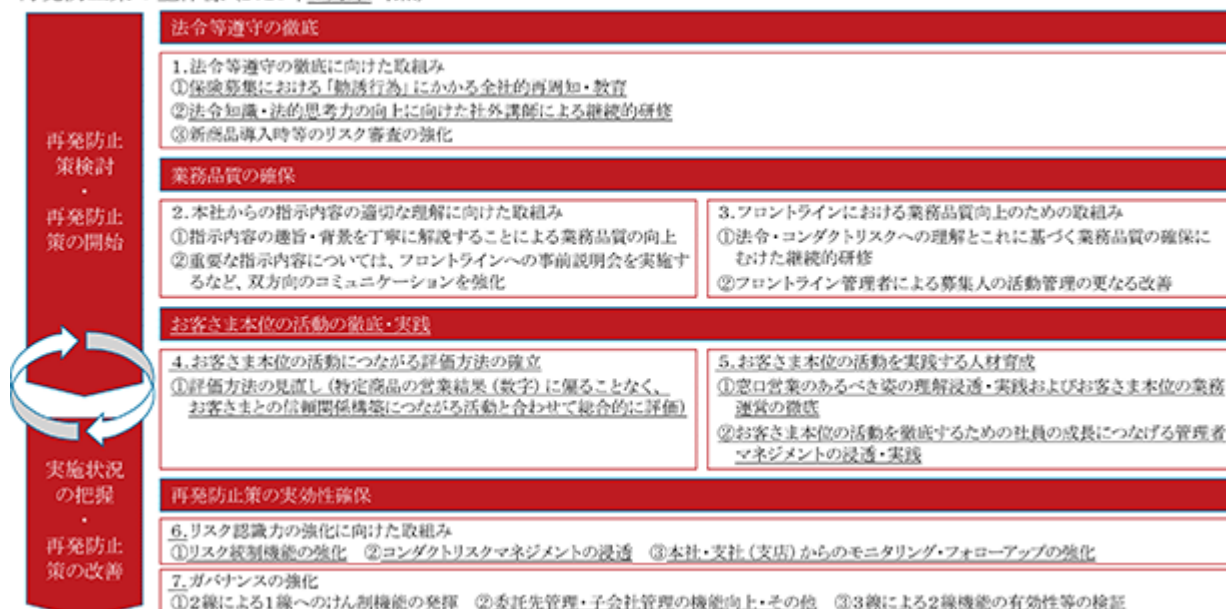 再発防止
策検討
・
再発防止
策の開始
実施状況
の把握
・
再発防止
策の改善
法令等遵守の徹底
1.法令等遵守の徹底に向けた取組み
①保険募集における「勧誘行為」にかかる全社的再周知・教育
②法令知識・法的思考力の向上に向けた社外講師による継続的研修
③新商品導入時等のリスク審査の強化
業務品質の確保
2.本社からの指示内容の適切な理解に向けた取組み
①指示内容の趣旨・背景を丁寧に解説することによる業務品質の向上
②重要な指示内容については、フロントラインへの事前説明会を実施す
るなど、双方向のコミュニケーションを強化
3.フロントラインにおける業務品質向上のための取組み
①法令・コンダクトリスクへの理解とこれに基づく業務品質の確保に
むけた継続的研修
②フロントライン管理者による募集人の活動管理の更なる改善
お客さま本位の活動の徹底・実践
4.お客さま本位の活動につながる評価方法の確立
①評価方法の見直し(特定商品の営業結果(数字)に偏ることなく、
お客さまとの信頼関係構築につながる活動と合わせて総合的に評価)
5.お客さま本位の活動を実践する人材育成
①窓口営業のあるべき姿の理解浸透・実践およびお客さま本位の業務
運営の徹底
②お客さま本位の活動を徹底するための社員の成長につなげる管理者
マネジメントの浸透・実践
再発防止策の実効性確保
6.リスク認識力の強化に向けた取組み
①リスク統制機能の強化 ②コンダクトリスクマネジメントの浸透 ③本社・支社(支店)からのモニタリング・フォローアップの強化
7.ガバナンスの強化
①2線による1線へのけん制機能の発揮 ②委託先管理・子会社管理の機能向上・その他 ③3線による2線機能の有効性等の検証